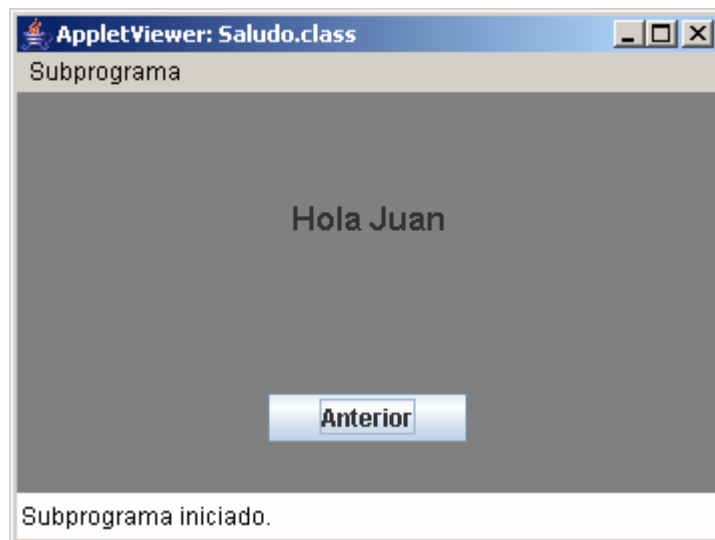 AppletViewer: Saludo.class
Subprograma
Hola Juan
Anterior
Subprograma iniciado.